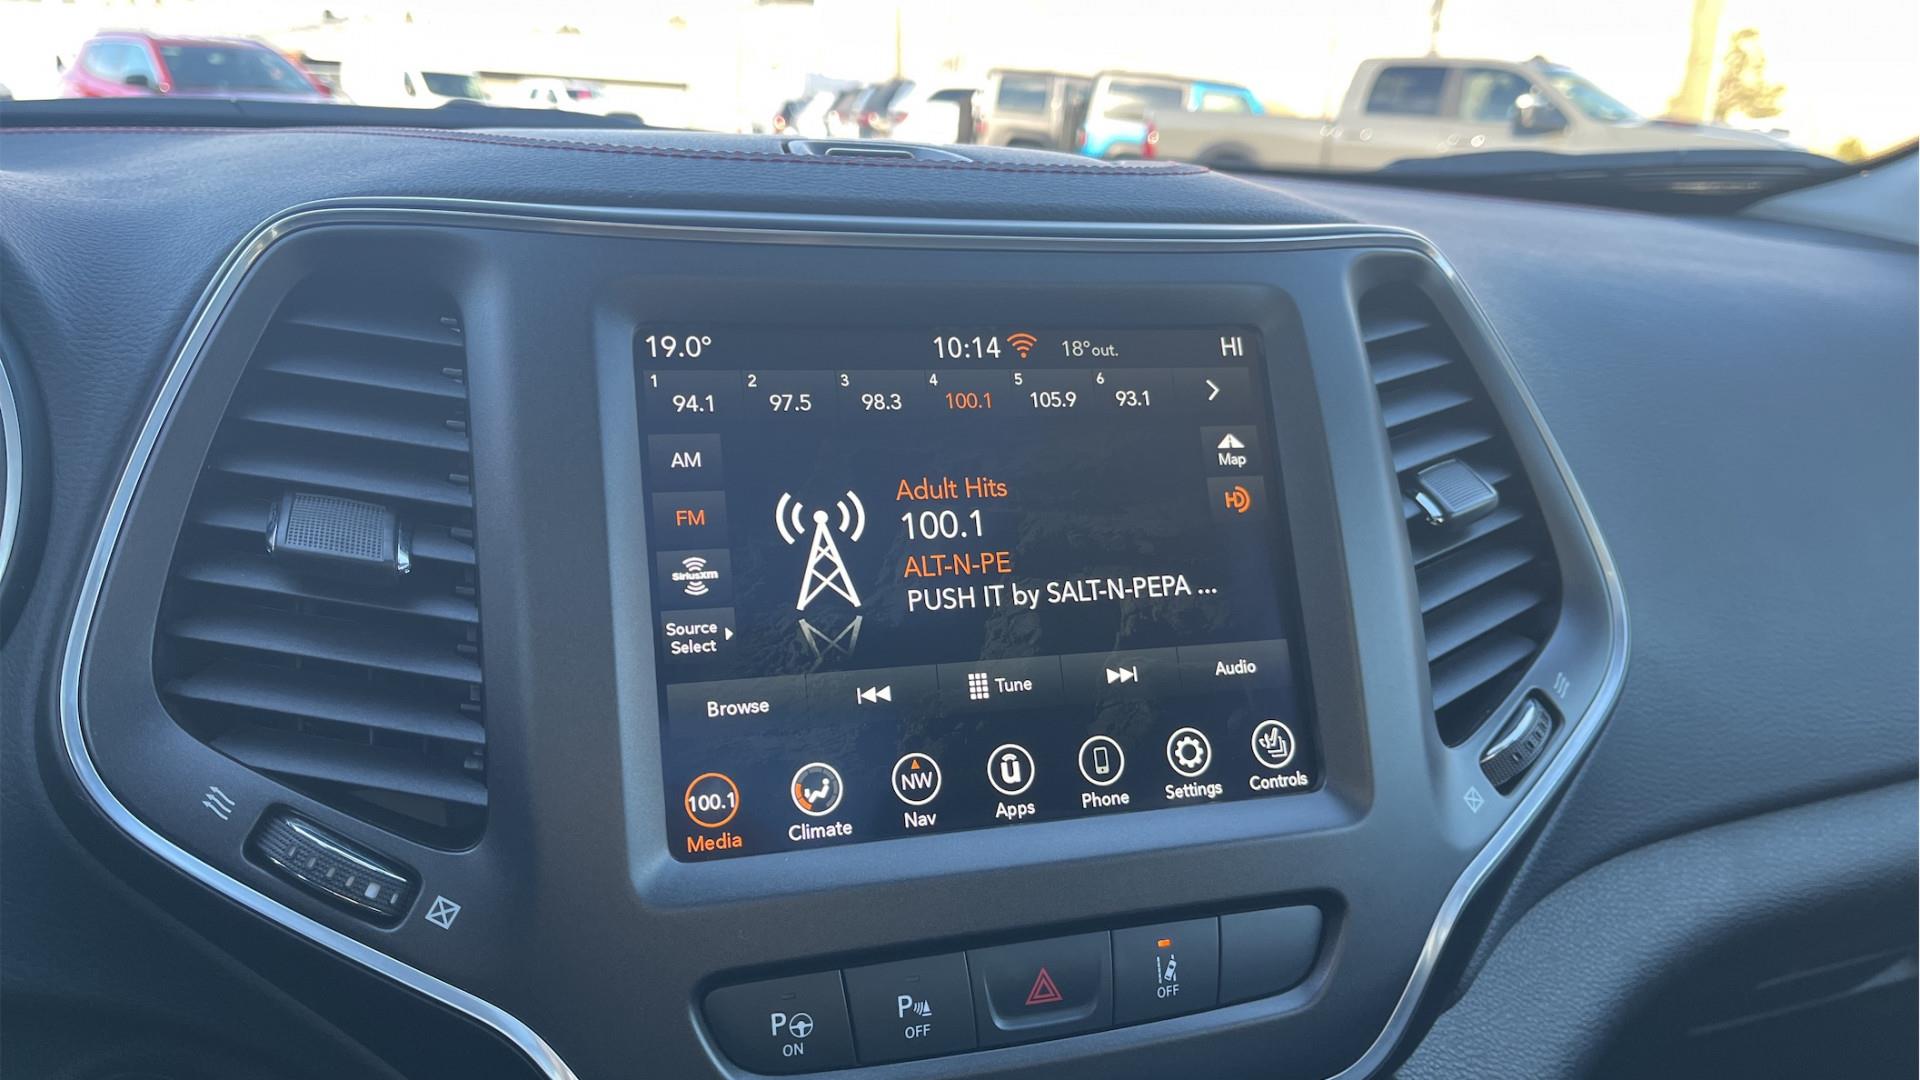 19.0° 10:14 18° out. HI
1 94.1 2 97.5 3 98.3 4 100.1 5 105.9 6 93.1
AM
Map
FM
HD
SiriusXM
Source
Select
Adult Hits
100.1
ALT-N-PE
PUSH IT by SALT-N-PEPA ...
Browse Tune Audio
100.1 NW ū
Media Climate Nav Apps Phone Settings Controls
P P
ON OFF OFF